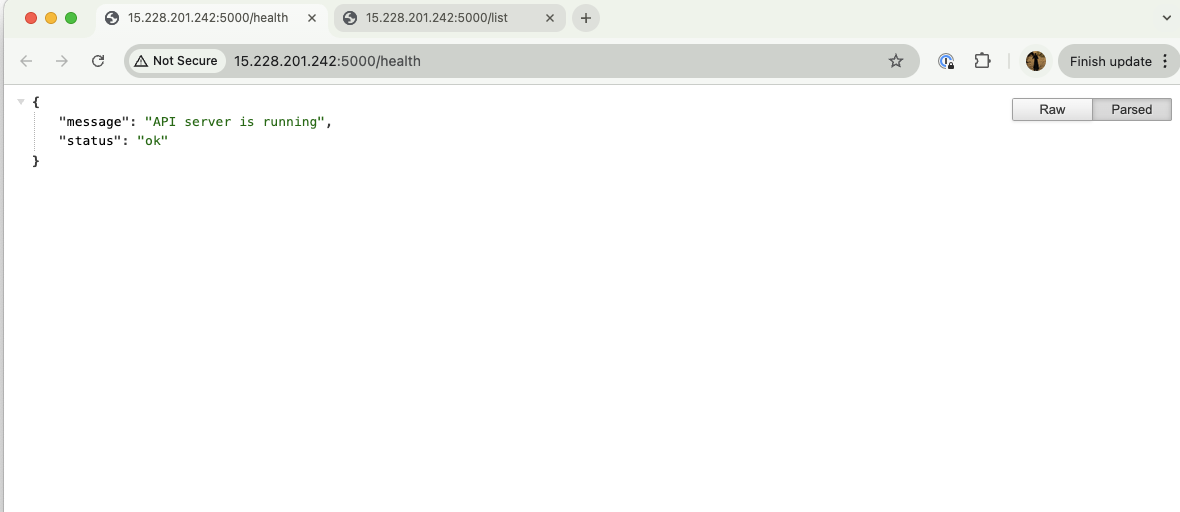 15.228.201.242:5000/health
15.228.201.242:5000/list
Not Secure
15.228.201.242:5000/health
Finish update
Raw
Parsed
{
"message": "API server is running",
"status": "ok"
}